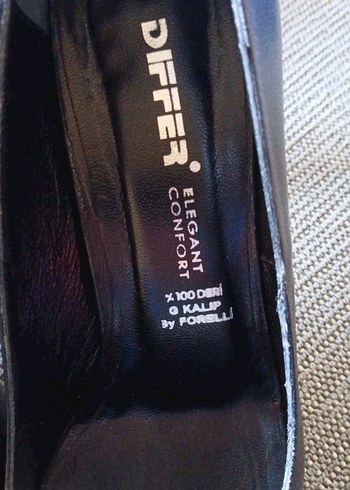 DIFFER®
ELEGANT
CONFORT
%100 DERİ
G KALIP
By FORELLİ